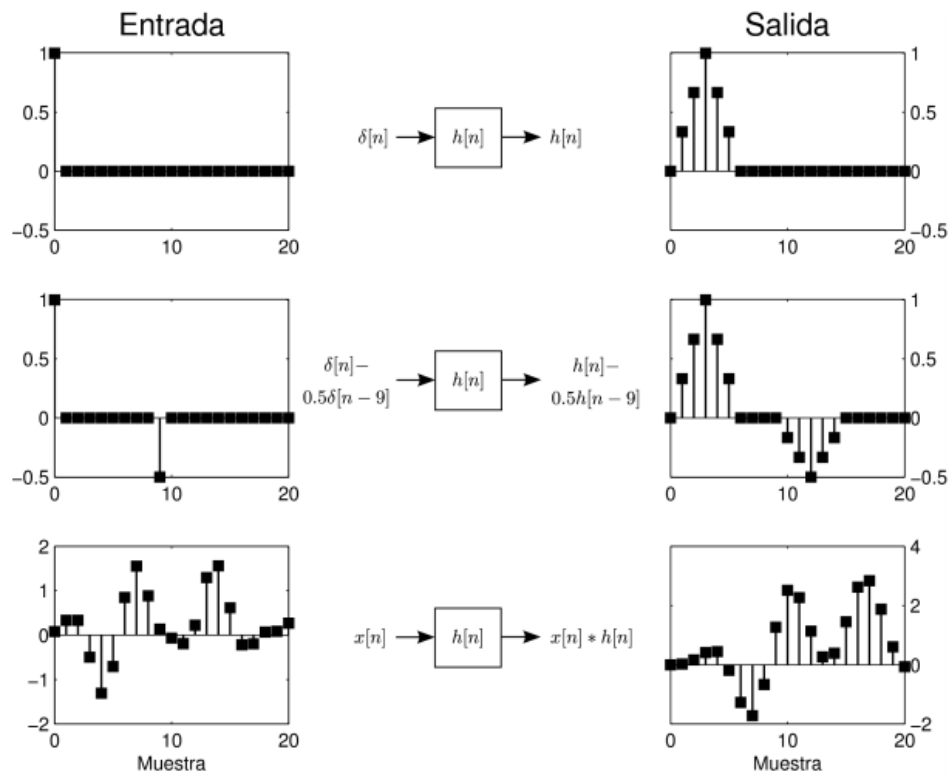 Entrada
Salida
1
0.5
0
−0.5
0 10 20
δ[n]
h[n]
h[n]
1
0.5
0
−0.5
0 10 20
1
0.5
0
−0.5
0 10 20
δ[n]−
0.5δ[n − 9]
h[n]
h[n]−
0.5h[n − 9]
1
0.5
0
−0.5
0 10 20
2
1
0
−1
−2
0 10 20
Muestra
x[n]
h[n]
x[n] ∗ h[n]
4
2
0
−2
0 10 20
Muestra